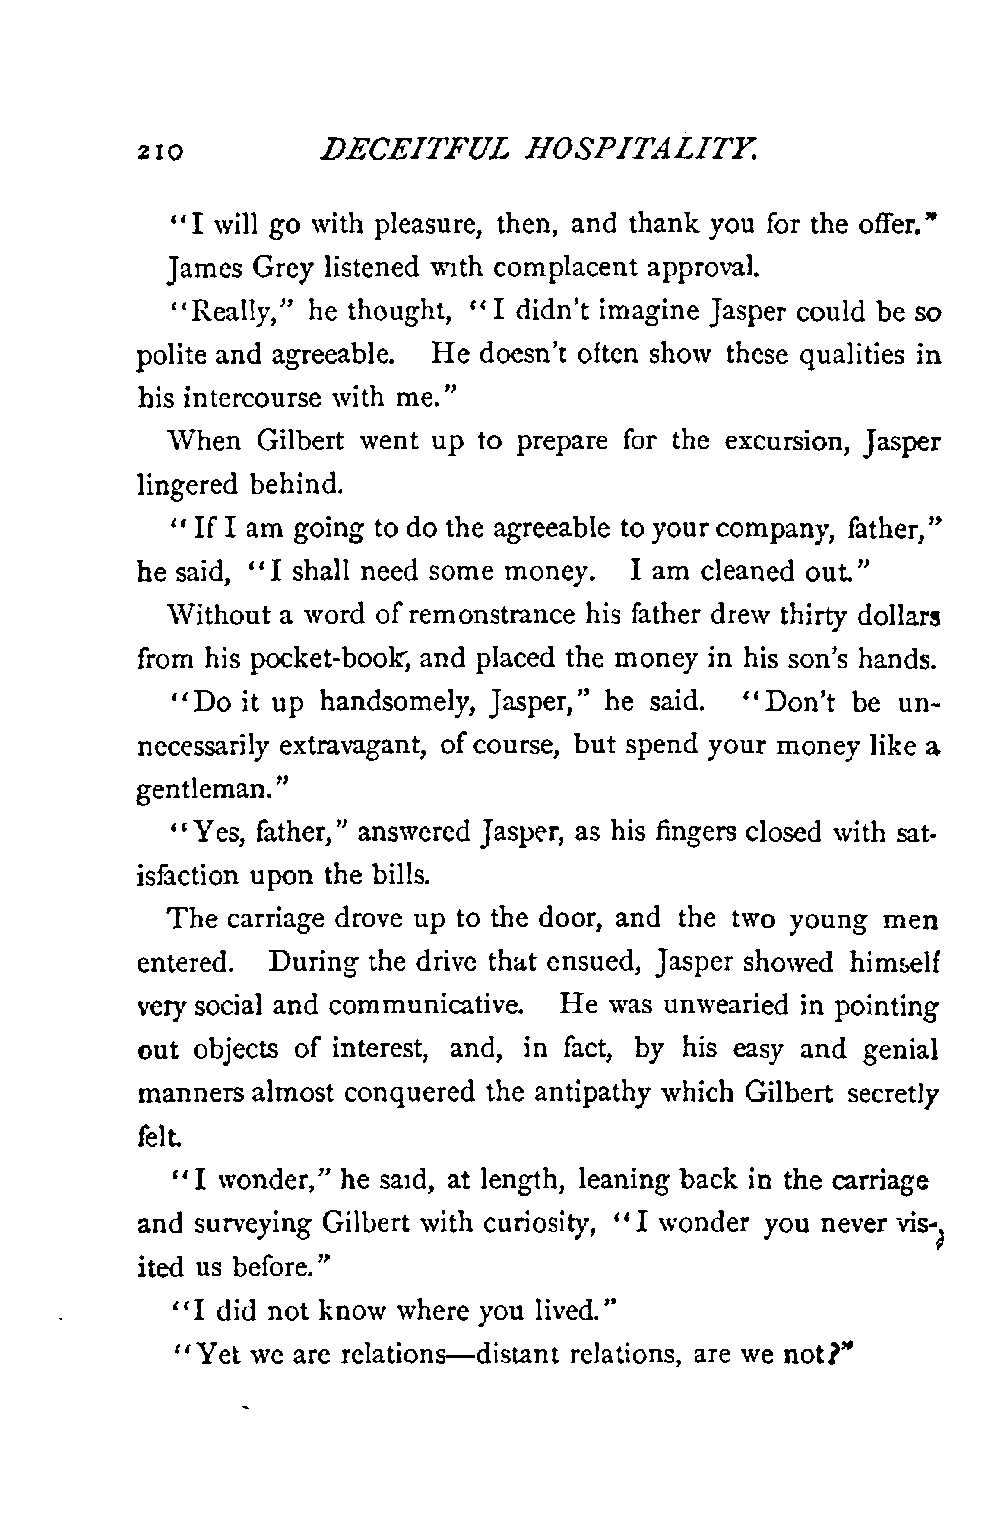 210 DECEITFUL HOSPITALITY.
"I will go with pleasure, then, and thank you for the offer."
James Grey listened with complacent approval.
"Really," he thought, "I didn't imagine Jasper could be so
polite and agreeable. He doesn't often show these qualities in
his intercourse with me."
When Gilbert went up to prepare for the excursion, Jasper
lingered behind.
"If I am going to do the agreeable to your company, father,"
he said, "I shall need some money. I am cleaned out."
Without a word of remonstrance his father drew thirty dollars
from his pocket-book, and placed the money in his son's hands.
"Do it up handsomely, Jasper," he said. "Don't be un-
necessarily extravagant, of course, but spend your money like a
gentleman."
"Yes, father," answered Jasper, as his fingers closed with sat-
isfaction upon the bills.
The carriage drove up to the door, and the two young men
entered. During the drive that ensued, Jasper showed himself
very social and communicative. He was unwearied in pointing
out objects of interest, and, in fact, by his easy and genial
manners almost conquered the antipathy which Gilbert secretly
felt.
"I wonder," he said, at length, leaning back in the carriage
and surveying Gilbert with curiosity, "I wonder you never vis-
ited us before."
"I did not know where you lived."
"Yet we are relations—distant relations, are we not?"